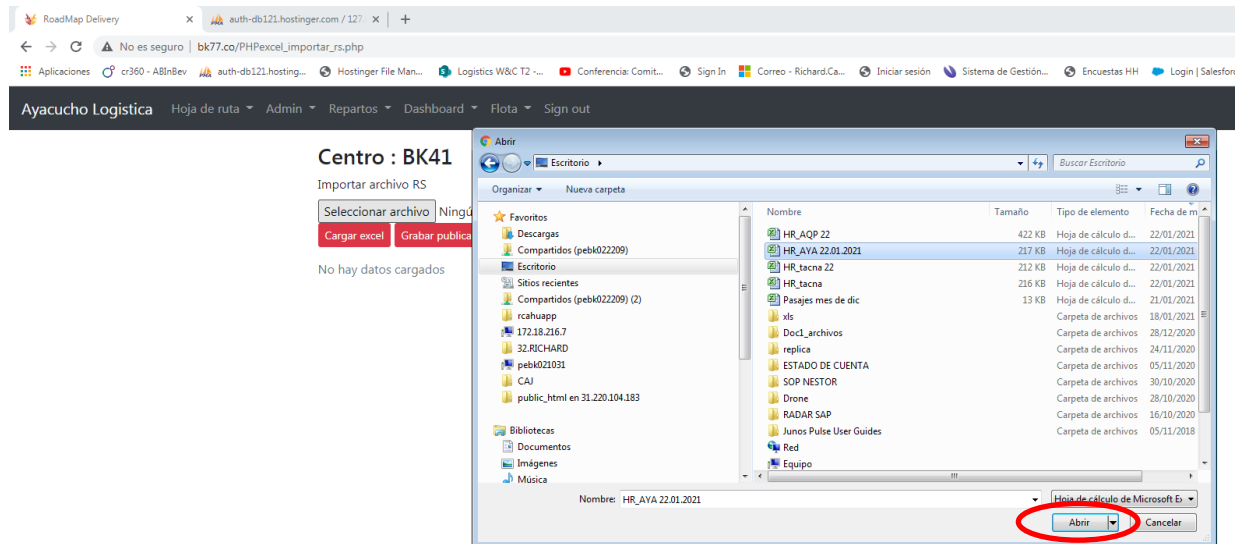 RoadMap Delivery × auth-db121.hostinger.com / 127. × +
No es seguro | bk77.co/PHPexcel_importar_rs.php
Aplicaciones cr360 - ABInBev auth-db121.hosting... Hostinger File Man... Logistics W&C T2 -... Conferencia: Comit... Sign In Correo - Richard.Ca... Iniciar sesión Sistema de Gestión... Encuestas HH Login | Salesfor
Ayacucho Logistica Hoja de ruta Admin Repartos Dashboard Flota Sign out
Centro : BK41
Importar archivo RS
Seleccionar archivo Ningú
Cargar excel Grabar publica
No hay datos cargados
Abrir
Escritorio
Buscar Escritorio
Organizar Nueva carpeta
Favoritos
Descargas
Compartidos (pebk022209)
Escritorio
Sitios recientes
Compartidos (pebk022209) (2)
rcahuapp
172.18.216.7
32.RICHARD
pebk021031
CAJ
public_html en 31.220.104.183
Bibliotecas
Documentos
Imágenes
Música
Nombre Tamaño Tipo de elemento Fecha de m
HR_AQP 22 422 KB Hoja de cálculo d... 22/01/2021
HR_AYA 22.01.2021 217 KB Hoja de cálculo d... 22/01/2021
HR_tacna 22 212 KB Hoja de cálculo d... 22/01/2021
HR_tacna 216 KB Hoja de cálculo d... 22/01/2021
Pasajes mes de dic 13 KB Hoja de cálculo d... 21/01/2021
xls Carpeta de archivos 18/01/2021
Doc1_archivos Carpeta de archivos 28/12/2020
replica Carpeta de archivos 24/11/2020
ESTADO DE CUENTA Carpeta de archivos 05/11/2020
SOP NESTOR Carpeta de archivos 30/10/2020
Drone Carpeta de archivos 28/10/2020
RADAR SAP Carpeta de archivos 16/10/2020
Junos Pulse User Guides Carpeta de archivos 05/11/2018
Red
Equipo
Nombre: HR_AYA 22.01.2021
Hoja de cálculo de Microsoft Ex
Abrir Cancelar